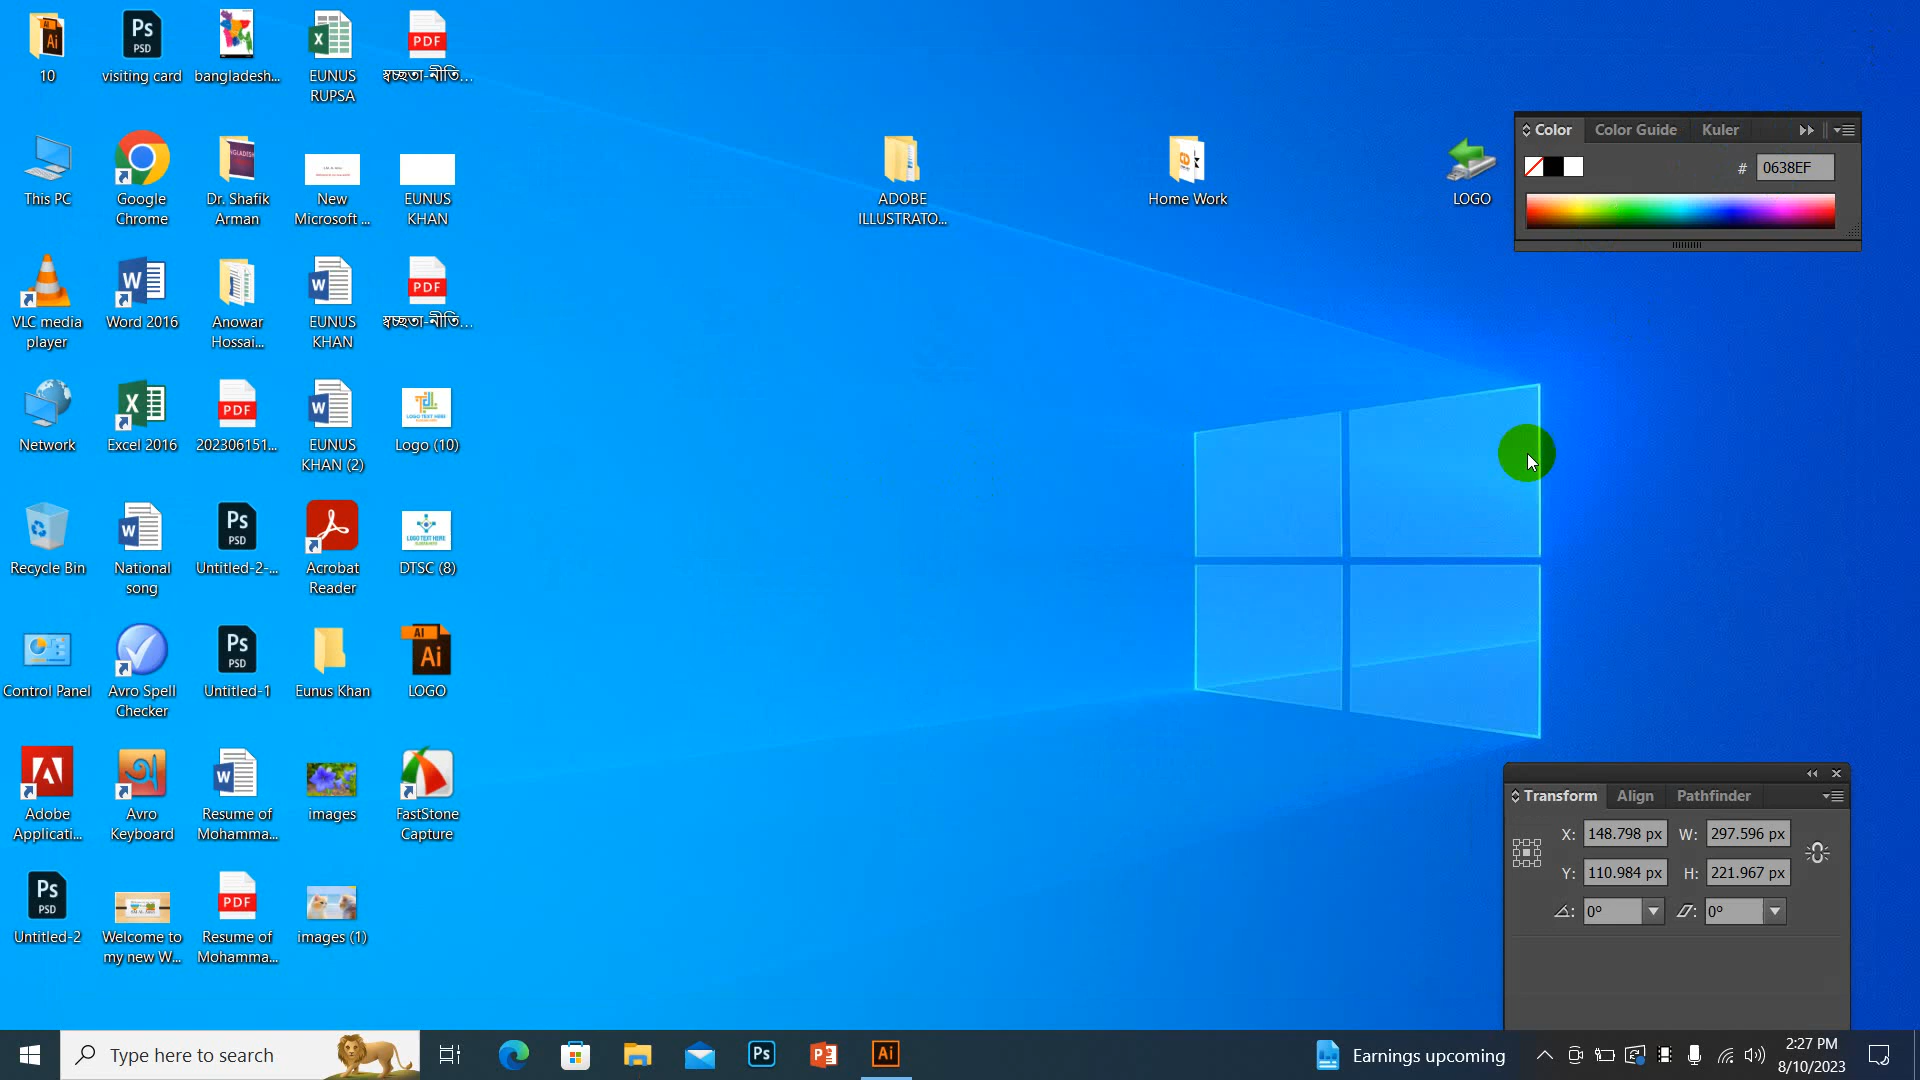 10
visiting card
bangladesh...
EUNUS
RUPSA
স্বচ্ছতা-নীতি...
This PC
Google
Chrome
Dr. Shafik
Arman
New
Microsoft ...
EUNUS
KHAN
ADOBE
ILLUSTRATO...
Home Work
LOGO
VLC media
player
Word 2016
Anowar
Hossai...
EUNUS
KHAN
স্বচ্ছতা-নীতি...
Network
Excel 2016
202306151...
EUNUS
KHAN (2)
Logo (10)
Recycle Bin
National
song
Untitled-2-...
Acrobat
Reader
DTSC (8)
Control Panel
Avro Spell
Checker
Untitled-1
Eunus Khan
LOGO
Adobe
Applicati...
Avro
Keyboard
Resume of
Mohamma...
images
FastStone
Capture
Untitled-2
Welcome to
my new W...
Resume of
Mohamma...
images (1)
Color Color Guide Kuler
# 0638EF
Transform Align Pathfinder
X: 148.798 px W: 297.596 px
Y: 110.984 px H: 221.967 px
0° 0°
Type here to search
Earnings upcoming
2:27 PM
8/10/2023